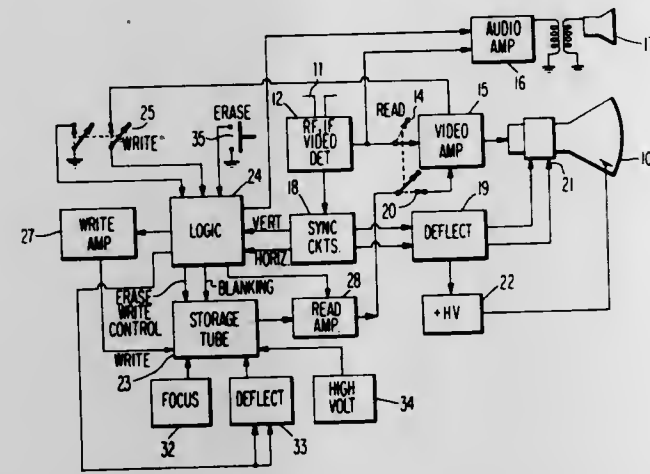 AUDIO
AMP
16
17
11
12
RF, IF
VIDEO
DET
READ
14
15
VIDEO
AMP
10
21
25
"WRITE"
ERASE
35
24
LOGIC
18
SYNC
CKTS.
VERT
HORIZ.
20
19
DEFLECT
22
+HV
27
WRITE
AMP
ERASE
WRITE
CONTROL
BLANKING
28
READ
AMP.
STORAGE
TUBE
WRITE
23
FOCUS
32
DEFLECT
33
HIGH
VOLT
34